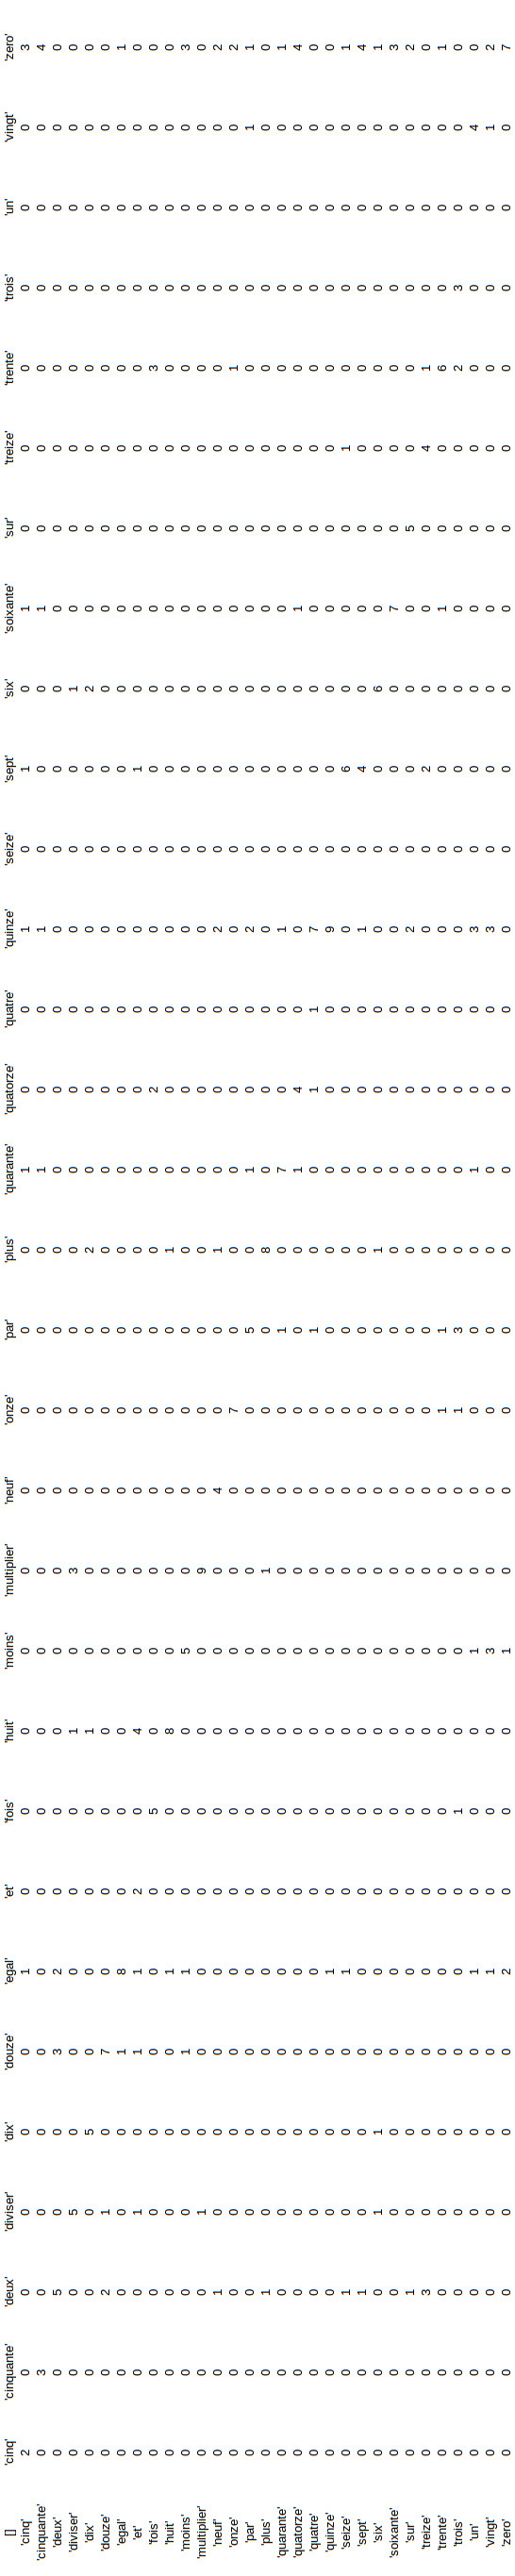 [] 'cinq' 'cinquante' 'deux' 'diviser' 'dix' 'douze' 'egal' 'et' 'fois' 'huit' 'moins' 'multiplier' 'neuf' 'onze' 'par' 'plus' 'quarante' 'quatorze' 'quatre' 'quinze' 'seize' 'sept' 'six' 'soixante' 'sur' 'treize' 'trente' 'trois' 'un' 'vingt' 'zero'
'cinq' 2 0 0 0 0 0 1 0 0 0 0 0 0 0 0 0 1 0 0 1 0 1 0 1 0 0 0 0 0 0 3
'cinquante' 0 3 0 0 0 0 0 0 0 0 0 0 0 0 0 0 1 0 0 1 0 0 0 1 0 0 0 0 0 0 4
'deux' 0 0 5 0 0 3 2 0 0 0 0 0 0 0 0 0 0 0 0 0 0 0 0 0 0 0 0 0 0 0 0
'diviser' 0 0 0 5 0 0 0 0 0 1 0 3 0 0 0 0 0 0 0 0 0 0 1 0 0 0 0 0 0 0 0
'dix' 0 0 0 0 5 0 0 0 0 1 0 0 0 0 0 2 0 0 0 0 0 0 2 0 0 0 0 0 0 0 0
'douze' 0 0 2 1 0 7 0 0 0 0 0 0 0 0 0 0 0 0 0 0 0 0 0 0 0 0 0 0 0 0 0
'egal' 0 0 0 0 0 1 8 0 0 0 0 0 0 0 0 0 0 0 0 0 0 0 0 0 0 0 0 0 0 0 1
'et' 0 0 0 1 0 1 1 2 0 4 0 0 0 0 0 0 0 0 0 0 0 1 0 0 0 0 0 0 0 0 0
'fois' 0 0 0 0 0 0 0 0 5 0 0 0 0 0 0 0 0 2 0 0 0 0 0 0 0 0 3 0 0 0 0
'huit' 0 0 0 0 0 0 1 0 0 8 0 0 0 0 0 1 0 0 0 0 0 0 0 0 0 0 0 0 0 0 0
'moins' 0 0 0 0 0 1 1 0 0 0 5 0 0 0 0 0 0 0 0 0 0 0 0 0 0 0 0 0 0 0 3
'multiplier' 0 0 0 1 0 0 0 0 0 0 0 9 0 0 0 0 0 0 0 0 0 0 0 0 0 0 0 0 0 0 0
'neuf' 0 0 1 0 0 0 0 0 0 0 0 0 4 0 0 1 0 0 0 2 0 0 0 0 0 0 0 0 0 0 2
'onze' 0 0 0 0 0 0 0 0 0 0 0 0 0 7 0 0 0 0 0 0 0 0 0 0 0 0 1 0 0 0 2
'par' 0 0 0 0 0 0 0 0 0 0 0 0 0 0 5 0 1 0 0 2 0 0 0 0 0 0 0 0 0 1 1
'plus' 0 0 1 0 0 0 0 0 0 0 0 1 0 0 0 8 0 0 0 0 0 0 0 0 0 0 0 0 0 0 0
'quarante' 0 0 0 0 0 0 0 0 0 0 0 0 0 0 1 0 7 0 0 1 0 0 0 0 0 0 0 0 0 0 1
'quatorze' 0 0 0 0 0 0 0 0 0 0 0 0 0 0 0 0 1 4 0 0 0 0 0 1 0 0 0 0 0 0 4
'quatre' 0 0 0 0 0 0 0 0 0 0 0 0 0 0 1 0 0 1 1 7 0 0 0 0 0 0 0 0 0 0 0
'quinze' 0 0 0 0 0 0 1 0 0 0 0 0 0 0 0 0 0 0 0 9 0 0 0 0 0 0 0 0 0 0 0
'seize' 0 0 1 0 0 0 1 0 0 0 0 0 0 0 0 0 0 0 0 0 0 6 0 0 0 1 0 0 0 0 1
'sept' 0 0 1 0 0 0 0 0 0 0 0 0 0 0 0 0 0 0 0 1 0 4 0 0 0 0 0 0 0 0 4
'six' 0 0 0 1 1 0 0 0 0 0 0 0 0 0 0 1 0 0 0 0 0 0 6 0 0 0 0 0 0 0 1
'soixante' 0 0 0 0 0 0 0 0 0 0 0 0 0 0 0 0 0 0 0 0 0 0 0 7 0 0 0 0 0 0 3
'sur' 0 0 1 0 0 0 0 0 0 0 0 0 0 0 0 0 0 0 0 2 0 0 0 0 5 0 0 0 0 0 2
'treize' 0 0 3 0 0 0 0 0 0 0 0 0 0 0 0 0 0 0 0 0 0 2 0 0 0 4 1 0 0 0 0
'trente' 0 0 0 0 0 0 0 0 0 0 0 0 0 1 1 0 0 0 0 0 0 0 0 1 0 0 6 0 0 0 1
'trois' 0 0 0 0 0 0 0 0 1 0 0 0 0 1 3 0 0 0 0 0 0 0 0 0 0 0 2 3 0 0 0
'un' 0 0 0 0 0 0 1 0 0 0 1 0 0 0 0 0 1 0 0 3 0 0 0 0 0 0 0 0 0 4 0
'vingt' 0 0 0 0 0 0 1 0 0 0 3 0 0 0 0 0 0 0 0 3 0 0 0 0 0 0 0 0 0 1 2
'zero' 0 0 0 0 0 0 2 0 0 0 1 0 0 0 0 0 0 0 0 0 0 0 0 0 0 0 0 0 0 0 7